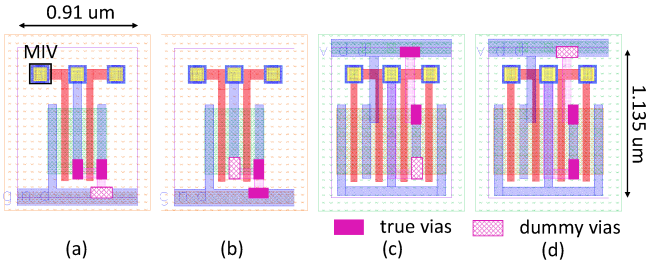 0.91 um
MIV
v d d
v d d
1.135 um
g n d
g n d
true vias
dummy vias
(a)
(b)
(c)
(d)